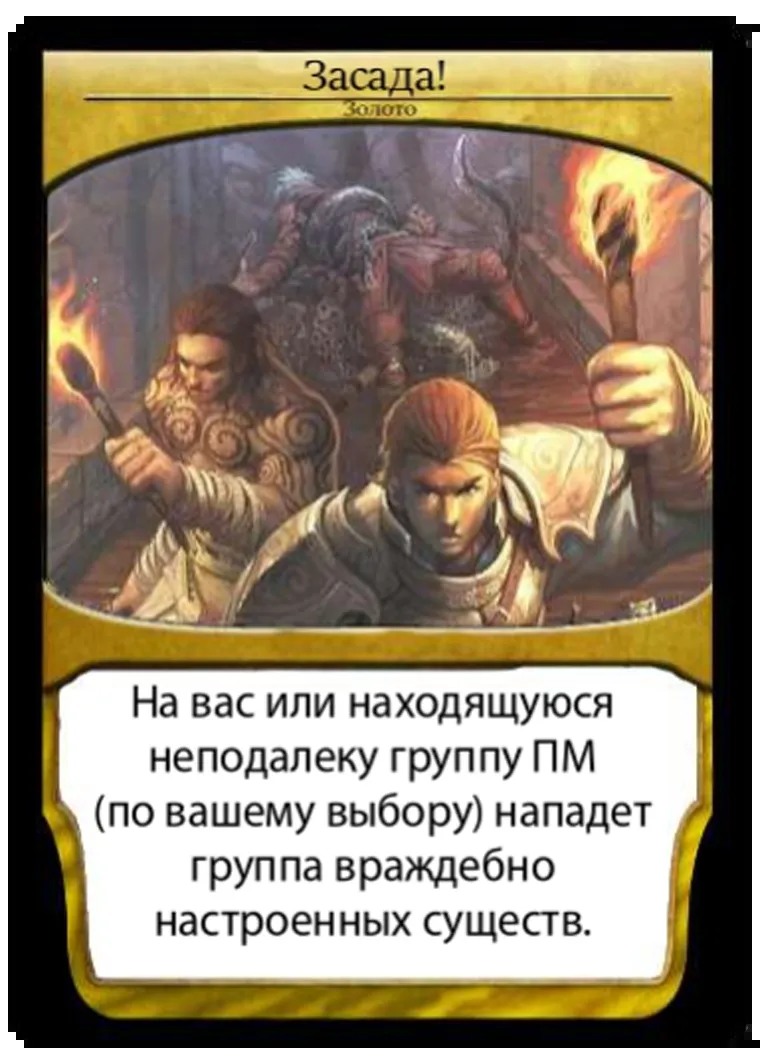 Засада!
Золото
На вас или находящуюся
неподалеку группу ПМ
(по вашему выбору) нападет
группа враждебно
настроенных существ.